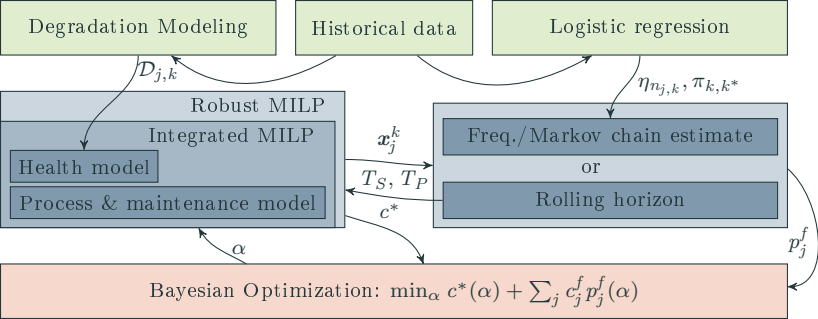 Degradation Modeling
Historical data
Logistic regression
𝒟_{j,k}
η_{n_{j,k}}, π_{k,k*}
Robust MILP
Integrated MILP
Health model
Process & maintenance model
x_j^k
T_S, T_P
c*
Freq./Markov chain estimate
or
Rolling horizon
p_j^f
α
Bayesian Optimization: min_α c*(α) + ∑_j c_j^f p_j^f(α)